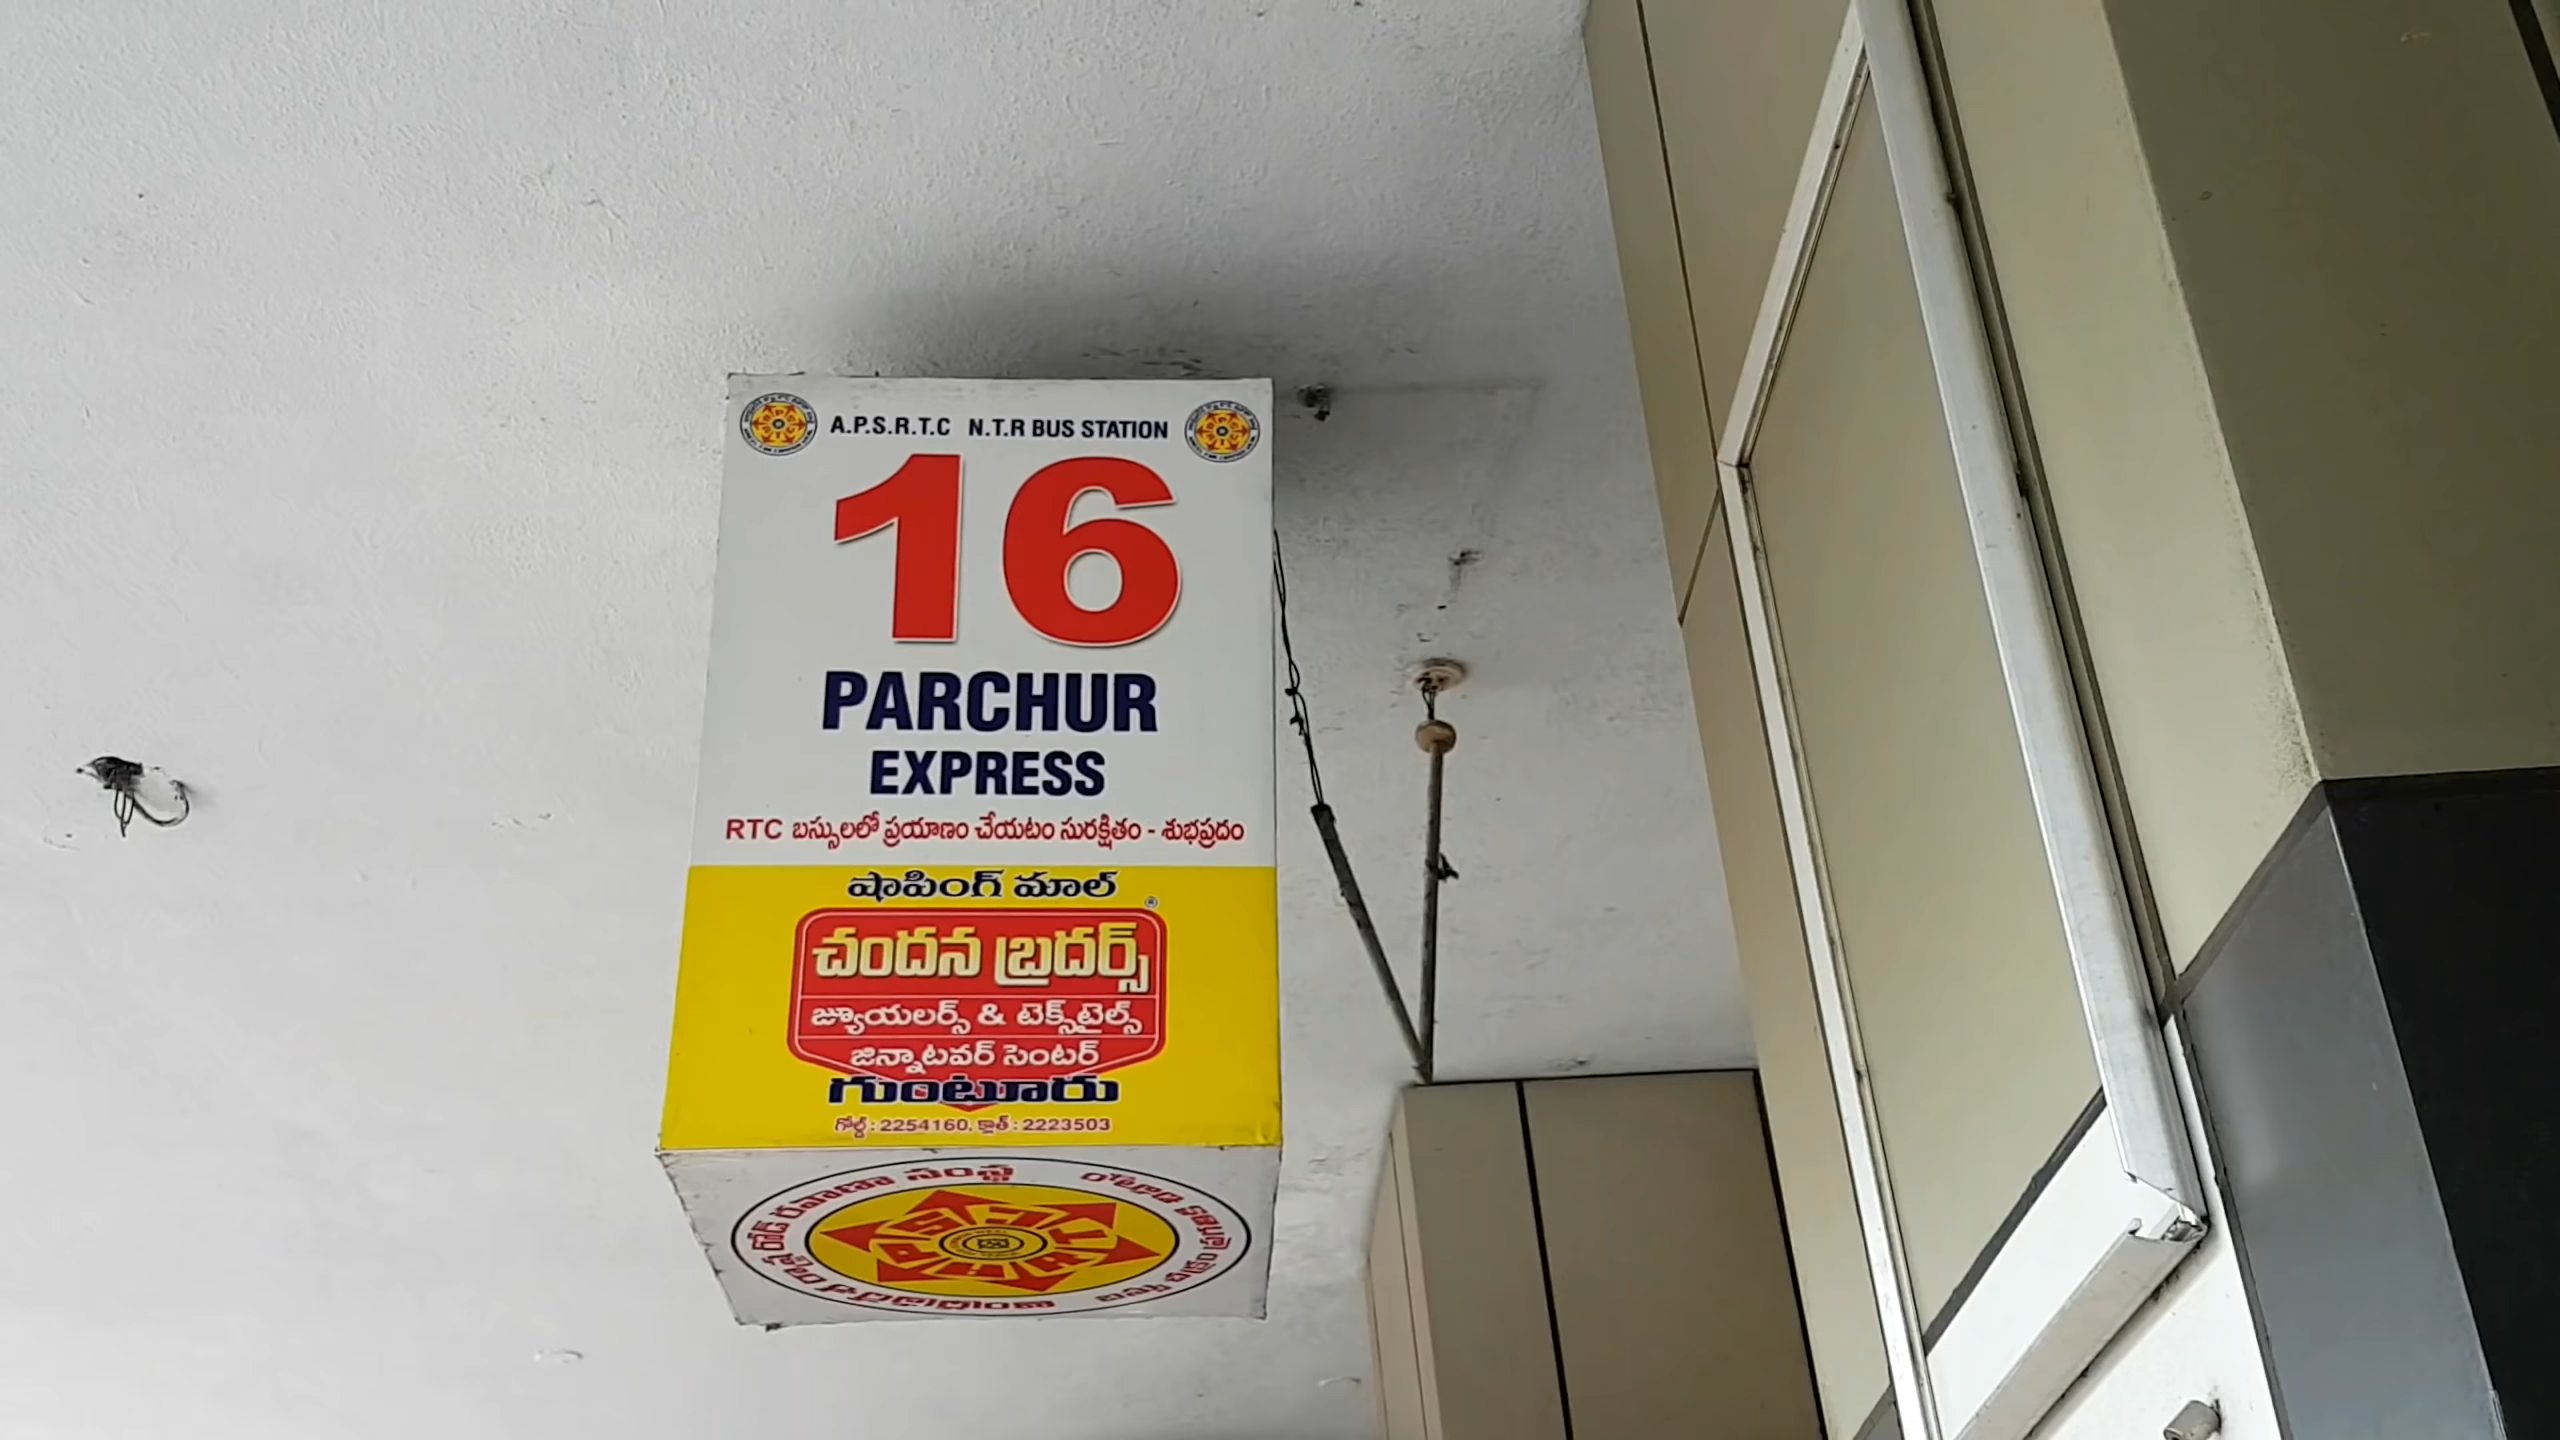 A.P.S.R.T.C N.T.R BUS STATION
16
PARCHUR
EXPRESS
RTC బస్సులలో ప్రయాణం చేయటం సురక్షితం - శుభప్రదం
షాపింగ్ మాల్
చందన బ్రదర్స్ ®
జ్యూయలర్స్ & టెక్స్‌టైల్స్
జిన్నాటవర్ సెంటర్
గుంటూరు
గోల్డ్ : 2254160, క్లాత్ : 2223503
రోడ్ రవాణా సంస్థ